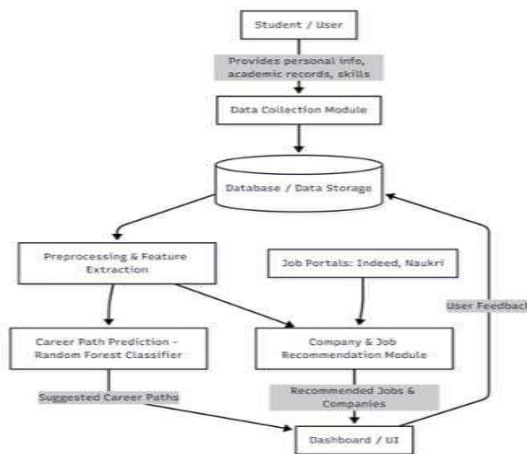 Student / User
Provides personal info,
academic records, skills
Data Collection Module
Database / Data Storage
Preprocessing & Feature
Extraction
Job Portals: Indeed, Naukri
User Feedback
Career Path Prediction -
Random Forest Classifier
Company & Job
Recommendation Module
Suggested Career Paths
Recommended Jobs &
Companies
Dashboard / UI